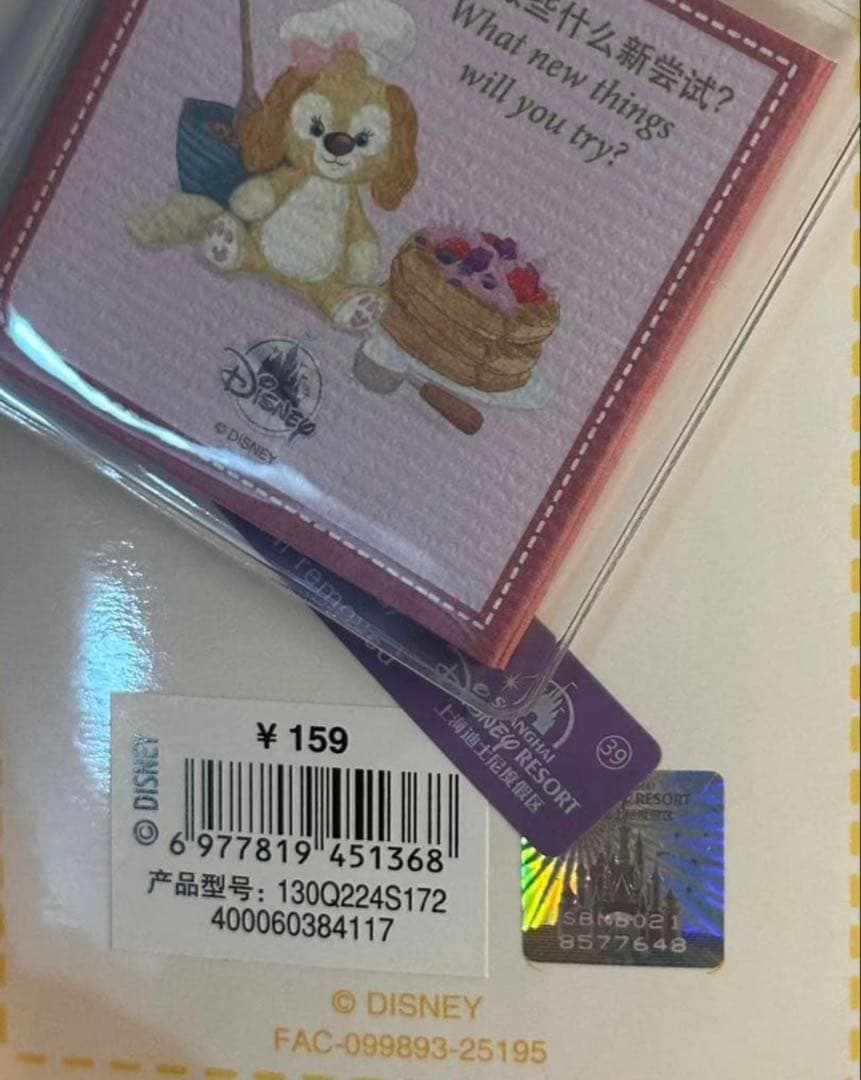 些什么新尝试?
What new things
will you try?
Disney
© DISNEY
removed
SHANGHAI
DISNEY RESORT
上海迪士尼度假区
39
© DISNEY
¥ 159
6 977819 451368
产品型号: 130Q224S172
400060384117
RESORT
8577648
© DISNEY
FAC-099893-25195